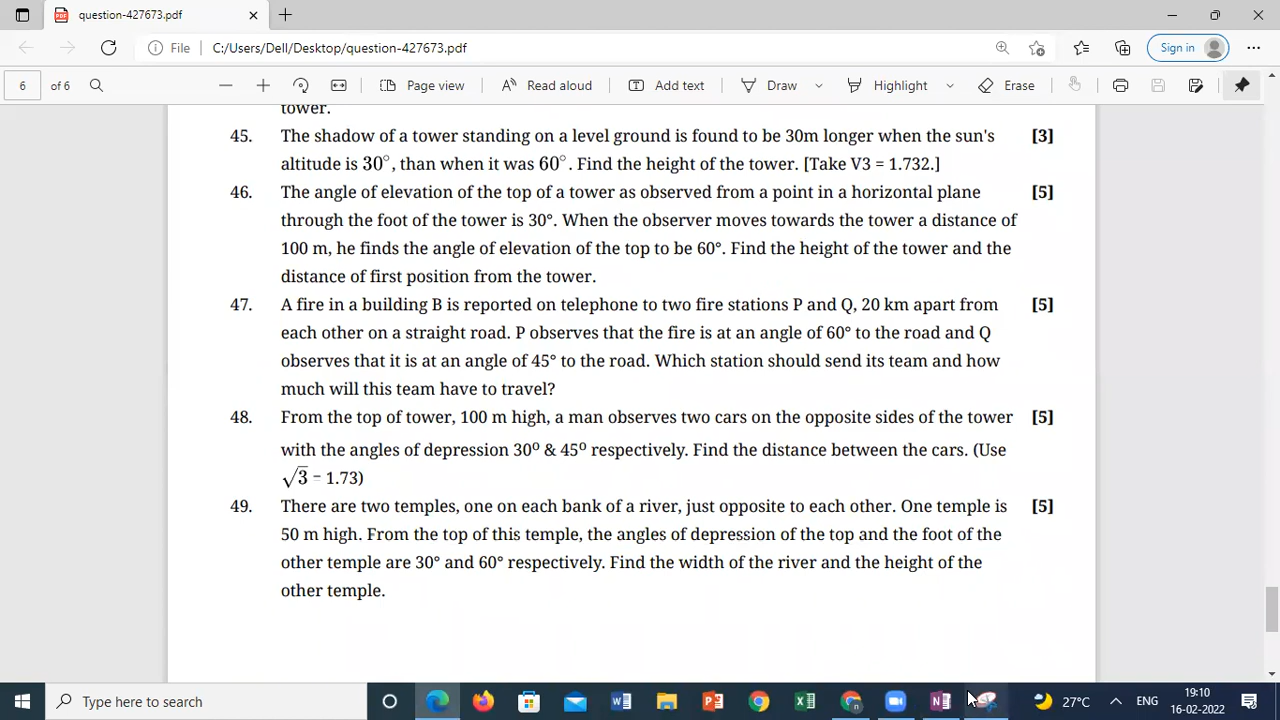 question-427673.pdf
File C:/Users/Dell/Desktop/question-427673.pdf Sign in
6 of 6 Page view Read aloud Add text Draw Highlight Erase
tower.
45. The shadow of a tower standing on a level ground is found to be 30m longer when the sun's [3]
altitude is 30°, than when it was 60°. Find the height of the tower. [Take V3 = 1.732.]
46. The angle of elevation of the top of a tower as observed from a point in a horizontal plane [5]
through the foot of the tower is 30°. When the observer moves towards the tower a distance of
100 m, he finds the angle of elevation of the top to be 60°. Find the height of the tower and the
distance of first position from the tower.
47. A fire in a building B is reported on telephone to two fire stations P and Q, 20 km apart from [5]
each other on a straight road. P observes that the fire is at an angle of 60° to the road and Q
observes that it is at an angle of 45° to the road. Which station should send its team and how
much will this team have to travel?
48. From the top of tower, 100 m high, a man observes two cars on the opposite sides of the tower [5]
with the angles of depression 30º & 45º respectively. Find the distance between the cars. (Use
√3 - 1.73)
49. There are two temples, one on each bank of a river, just opposite to each other. One temple is [5]
50 m high. From the top of this temple, the angles of depression of the top and the foot of the
other temple are 30° and 60° respectively. Find the width of the river and the height of the
other temple.
Type here to search 27°C ENG 19:10
16-02-2022